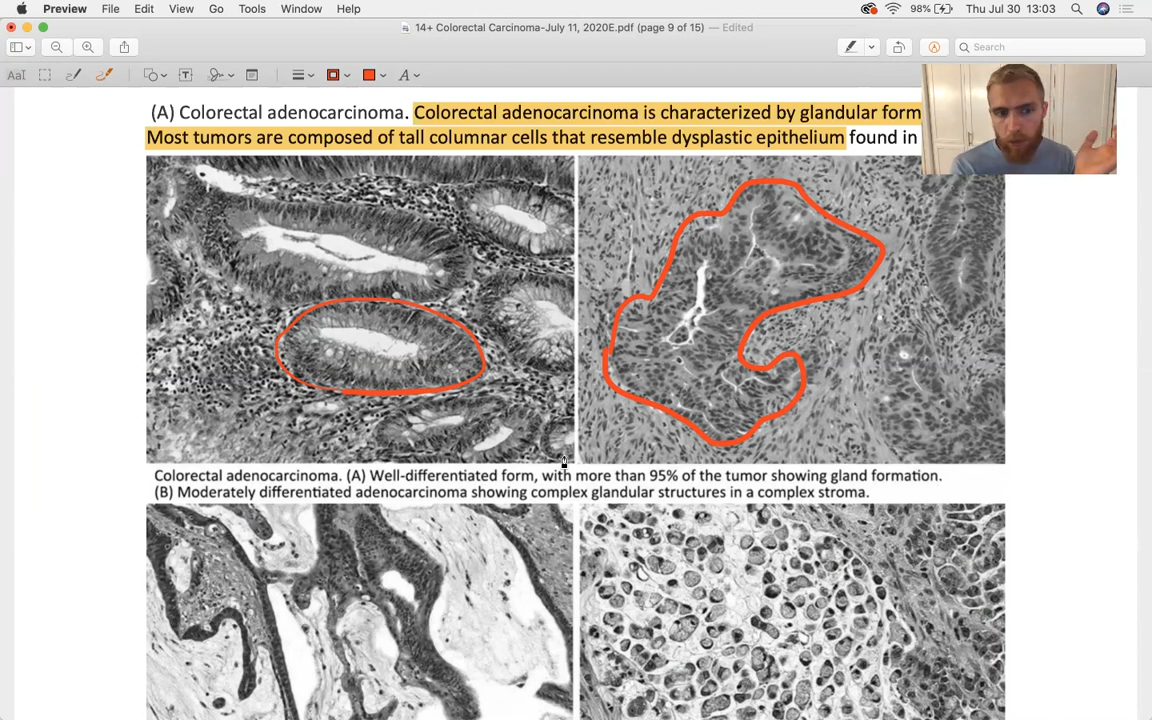 Preview File Edit View Go Tools Window Help 98% Thu Jul 30 13:03
14+ Colorectal Carcinoma-July 11, 2020E.pdf (page 9 of 15) — Edited
Search
AaI T A
(A) Colorectal adenocarcinoma. Colorectal adenocarcinoma is characterized by glandular form
Most tumors are composed of tall columnar cells that resemble dysplastic epithelium found in
Colorectal adenocarcinoma. (A) Well-differentiated form, with more than 95% of the tumor showing gland formation.
(B) Moderately differentiated adenocarcinoma showing complex glandular structures in a complex stroma.